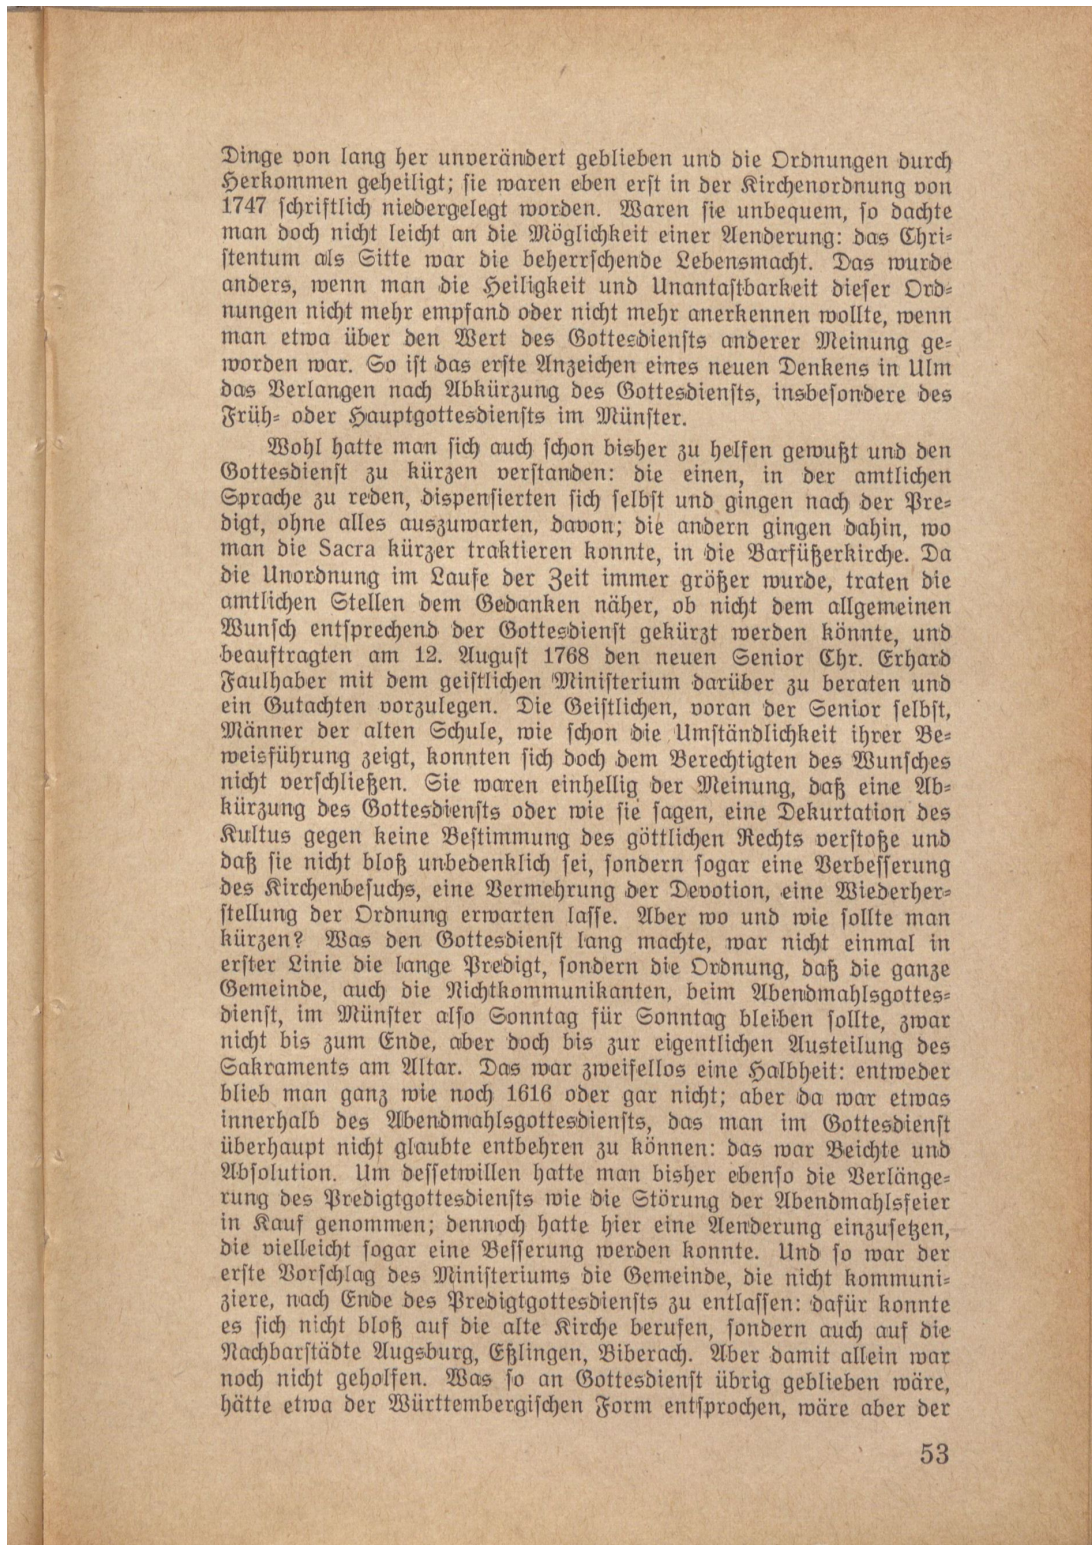 Dinge von lang her unverändert geblieben und die Ordnungen durch
Herkommen geheiligt; sie waren eben erst in der Kirchenordnung von
1747 schriftlich niedergelegt worden. Waren sie unbequem, so dachte
man doch nicht leicht an die Möglichkeit einer Aenderung: das Chri-
stentum als Sitte war die beherrschende Lebensmacht. Das wurde
anders, wenn man die Heiligkeit und Unantastbarkeit dieser Ord-
nungen nicht mehr empfand oder nicht mehr anerkennen wollte, wenn
man etwa über den Wert des Gottesdiensts anderer Meinung ge-
worden war. So ist das erste Anzeichen eines neuen Denkens in Ulm
das Verlangen nach Abkürzung des Gottesdiensts, insbesondere des
Früh- oder Hauptgottesdiensts im Münster.
Wohl hatte man sich auch schon bisher zu helfen gewußt und den
Gottesdienst zu kürzen verstanden: die einen, in der amtlichen
Sprache zu reden, dispensierten sich selbst und gingen nach der Pre-
digt, ohne alles auszuwarten, davon; die andern gingen dahin, wo
man die Sacra kürzer traktieren konnte, in die Barfüßerkirche. Da
die Unordnung im Laufe der Zeit immer größer wurde, traten die
amtlichen Stellen dem Gedanken näher, ob nicht dem allgemeinen
Wunsch entsprechend der Gottesdienst gekürzt werden könnte, und
beauftragten am 12. August 1768 den neuen Senior Chr. Erhard
Faulhaber mit dem geistlichen Ministerium darüber zu beraten und
ein Gutachten vorzulegen. Die Geistlichen, voran der Senior selbst,
Männer der alten Schule, wie schon die Umständlichkeit ihrer Be-
weisführung zeigt, konnten sich doch dem Berechtigten des Wunsches
nicht verschließen. Sie waren einhellig der Meinung, daß eine Ab-
kürzung des Gottesdiensts oder wie sie sagen, eine Dekurtation des
Kultus gegen keine Bestimmung des göttlichen Rechts verstoße und
daß sie nicht bloß unbedenklich sei, sondern sogar eine Verbesserung
des Kirchenbesuchs, eine Vermehrung der Devotion, eine Wiederher-
stellung der Ordnung erwarten lasse. Aber wo und wie sollte man
kürzen? Was den Gottesdienst lang machte, war nicht einmal in
erster Linie die lange Predigt, sondern die Ordnung, daß die ganze
Gemeinde, auch die Nichtkommunikanten, beim Abendmahlsgottes-
dienst, im Münster also Sonntag für Sonntag bleiben sollte, zwar
nicht bis zum Ende, aber doch bis zur eigentlichen Austeilung des
Sakraments am Altar. Das war zweifellos eine Halbheit: entweder
blieb man ganz wie noch 1616 oder gar nicht; aber da war etwas
innerhalb des Abendmahlsgottesdiensts, das man im Gottesdienst
überhaupt nicht glaubte entbehren zu können: das war Beichte und
Absolution. Um dessetwillen hatte man bisher ebenso die Verlänge-
rung des Predigtgottesdiensts wie die Störung der Abendmahlsfeier
in Kauf genommen; dennoch hatte hier eine Aenderung einzusetzen,
die vielleicht sogar eine Besserung werden konnte. Und so war der
erste Vorschlag des Ministeriums die Gemeinde, die nicht kommuni-
ziere, nach Ende des Predigtgottesdiensts zu entlassen: dafür konnte
es sich nicht bloß auf die alte Kirche berufen, sondern auch auf die
Nachbarstädte Augsburg, Eßlingen, Biberach. Aber damit allein war
noch nicht geholfen. Was so an Gottesdienst übrig geblieben wäre,
hätte etwa der Württembergischen Form entsprochen, wäre aber der
53